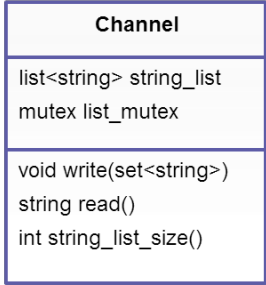 Channel
list<string> string_list
mutex list_mutex
void write(set<string>)
string read()
int string_list_size()